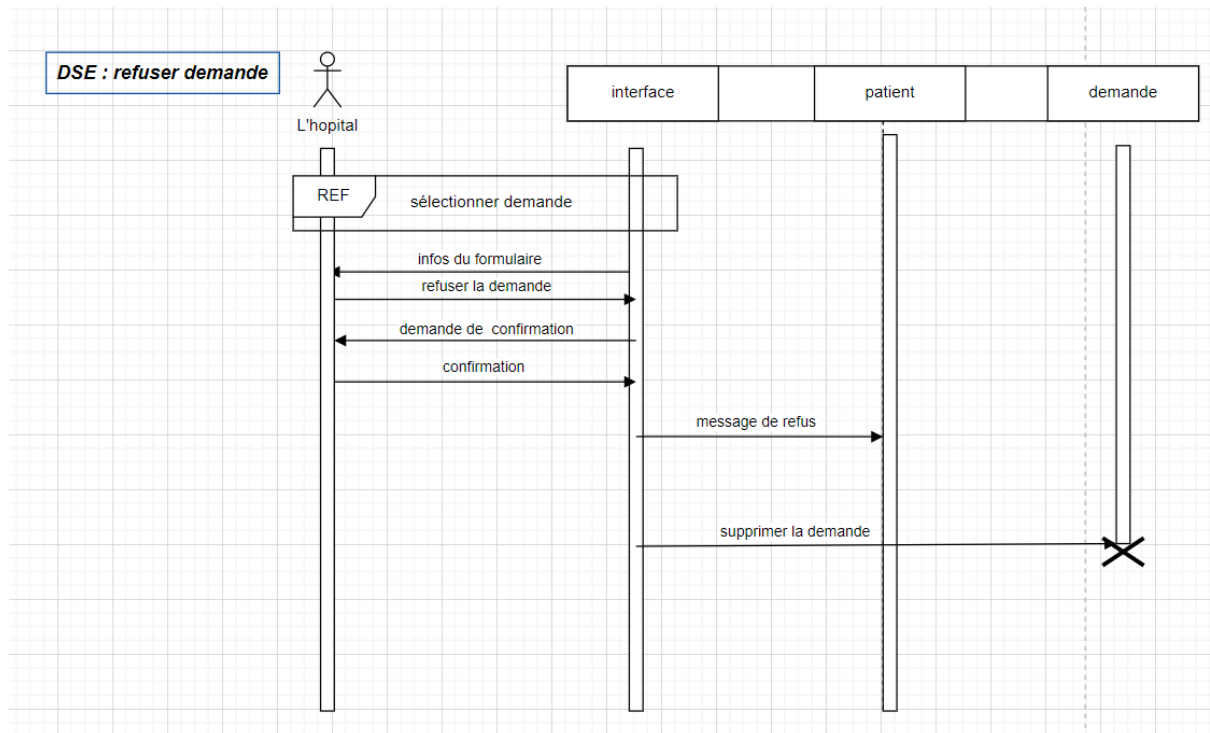 DSE : refuser demande
L'hopital
interface
patient
demande
REF
sélectionner demande
infos du formulaire
refuser la demande
demande de confirmation
confirmation
message de refus
supprimer la demande